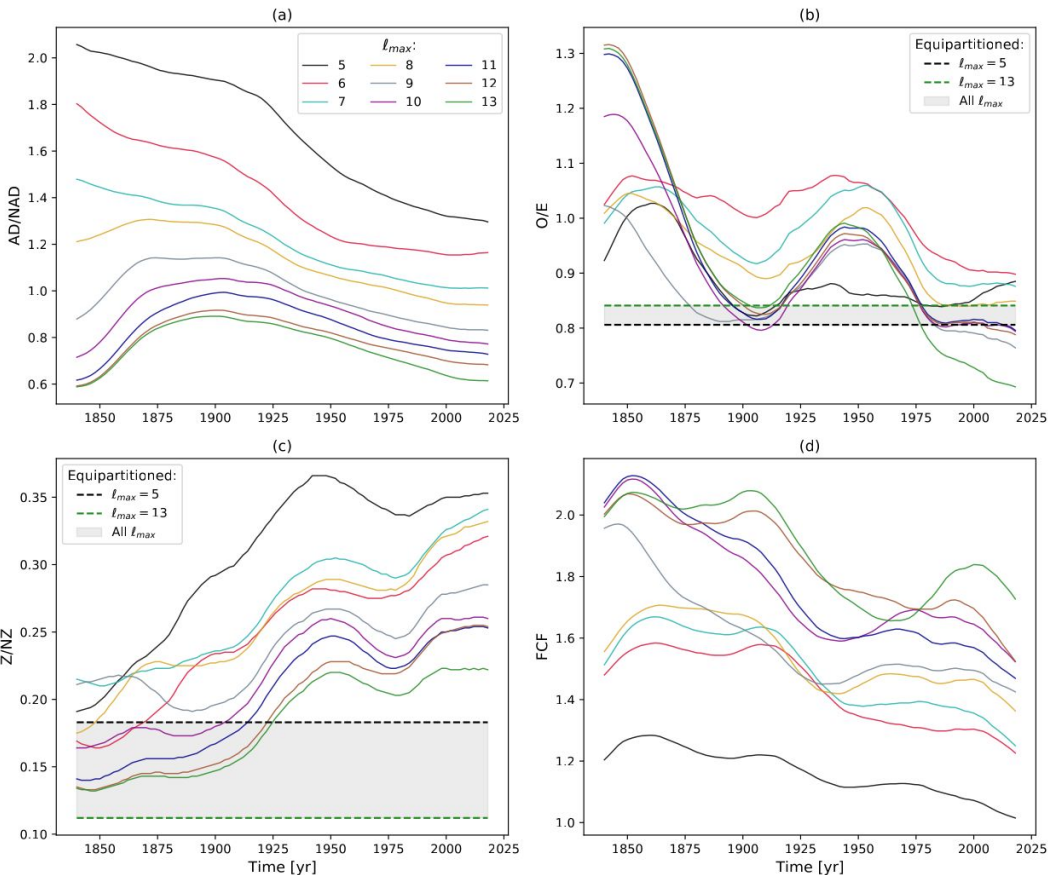 (a)
AD/NAD
2.0
1.8
1.6
1.4
1.2
1.0
0.8
0.6
ℓmax:
5 8 11
6 9 12
7 10 13
1850 1875 1900 1925 1950 1975 2000 2025
(b)
O/E
1.3
1.2
1.1
1.0
0.9
0.8
0.7
Equipartitioned:
ℓmax = 5
ℓmax = 13
All ℓmax
1850 1875 1900 1925 1950 1975 2000 2025
(c)
Z/NZ
0.35
0.30
0.25
0.20
0.15
0.10
Equipartitioned:
ℓmax = 5
ℓmax = 13
All ℓmax
1850 1875 1900 1925 1950 1975 2000 2025
Time [yr]
(d)
FCF
2.0
1.8
1.6
1.4
1.2
1.0
1850 1875 1900 1925 1950 1975 2000 2025
Time [yr]